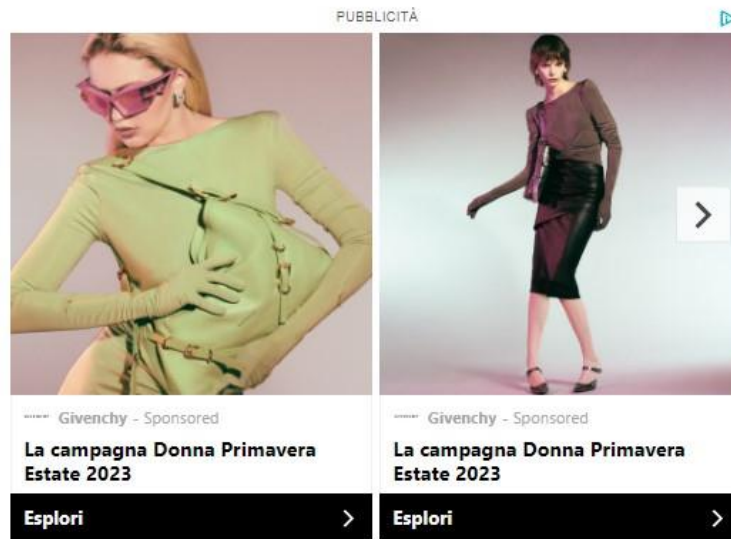 PUBBLICITÀ
Givenchy - Sponsored
La campagna Donna Primavera
Estate 2023
Esplori
Givenchy - Sponsored
La campagna Donna Primavera
Estate 2023
Esplori